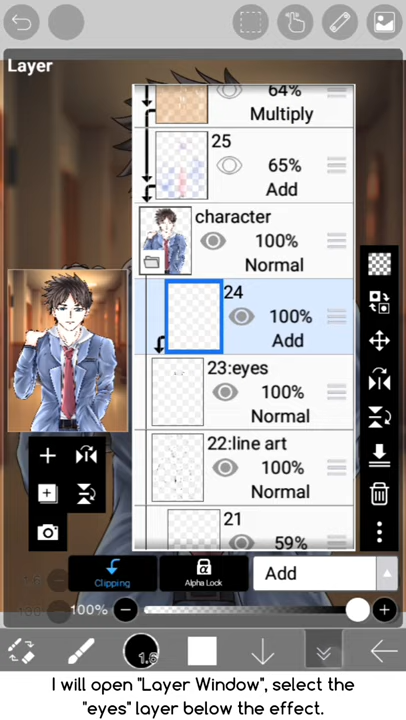 Layer
64%
Multiply
25
65%
Add
character
100%
Normal
24
100%
Add
23:eyes
100%
Normal
22:line art
100%
Normal
21
59%
Clipping
α
Alpha Lock
Add
1.6
100%
1.6
I will open "Layer Window", select the
"eyes" layer below the effect.